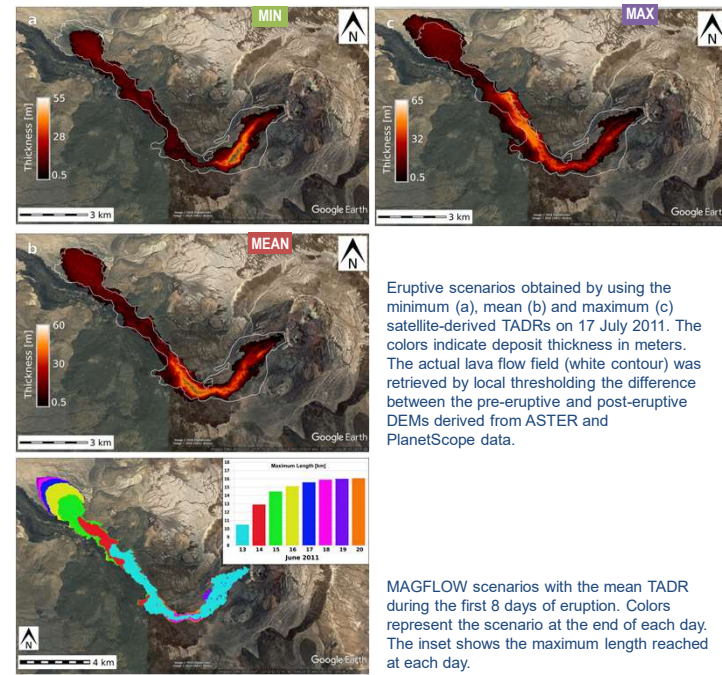 a
MIN
N
Thickness [m]
55
28
0.5
3 km
Google Earth
c
MAX
N
Thickness [m]
65
32
0.5
3 km
Google Earth
b
MEAN
N
Thickness [m]
60
30
0.5
3 km
Google Earth
Eruptive scenarios obtained by using the
minimum (a), mean (b) and maximum (c)
satellite-derived TADRs on 17 July 2011. The
colors indicate deposit thickness in meters.
The actual lava flow field (white contour) was
retrieved by local thresholding the difference
between the pre-eruptive and post-eruptive
DEMs derived from ASTER and
PlanetScope data.
Maximum Length [km]
18
17
16
15
14
13
12
11
10
9
8
13 14 15 16 17 18 19 20
June 2011
N
4 km
Google Earth
MAGFLOW scenarios with the mean TADR
during the first 8 days of eruption. Colors
represent the scenario at the end of each day.
The inset shows the maximum length reached
at each day.